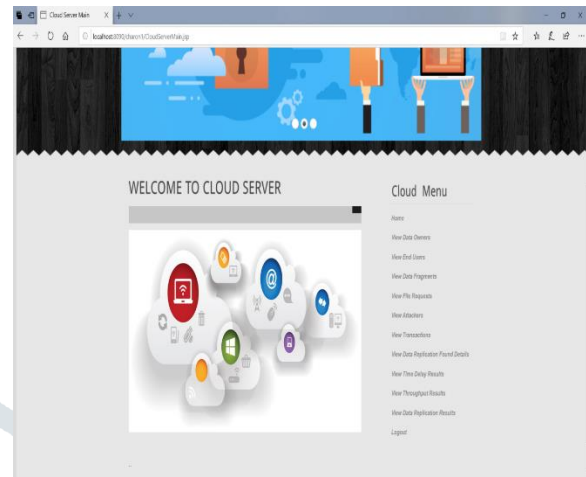 Cloud Server Main
localhost:8090/sharon1/CloudServerMain.jsp
WELCOME TO CLOUD SERVER
Cloud Menu
Home
View Data Owners
View End Users
View Data Fragments
View File Requests
View Attackers
View Transactions
View Data Replication Found Details
View Time Delay Results
View Throughput Results
View Data Replication Results
Logout